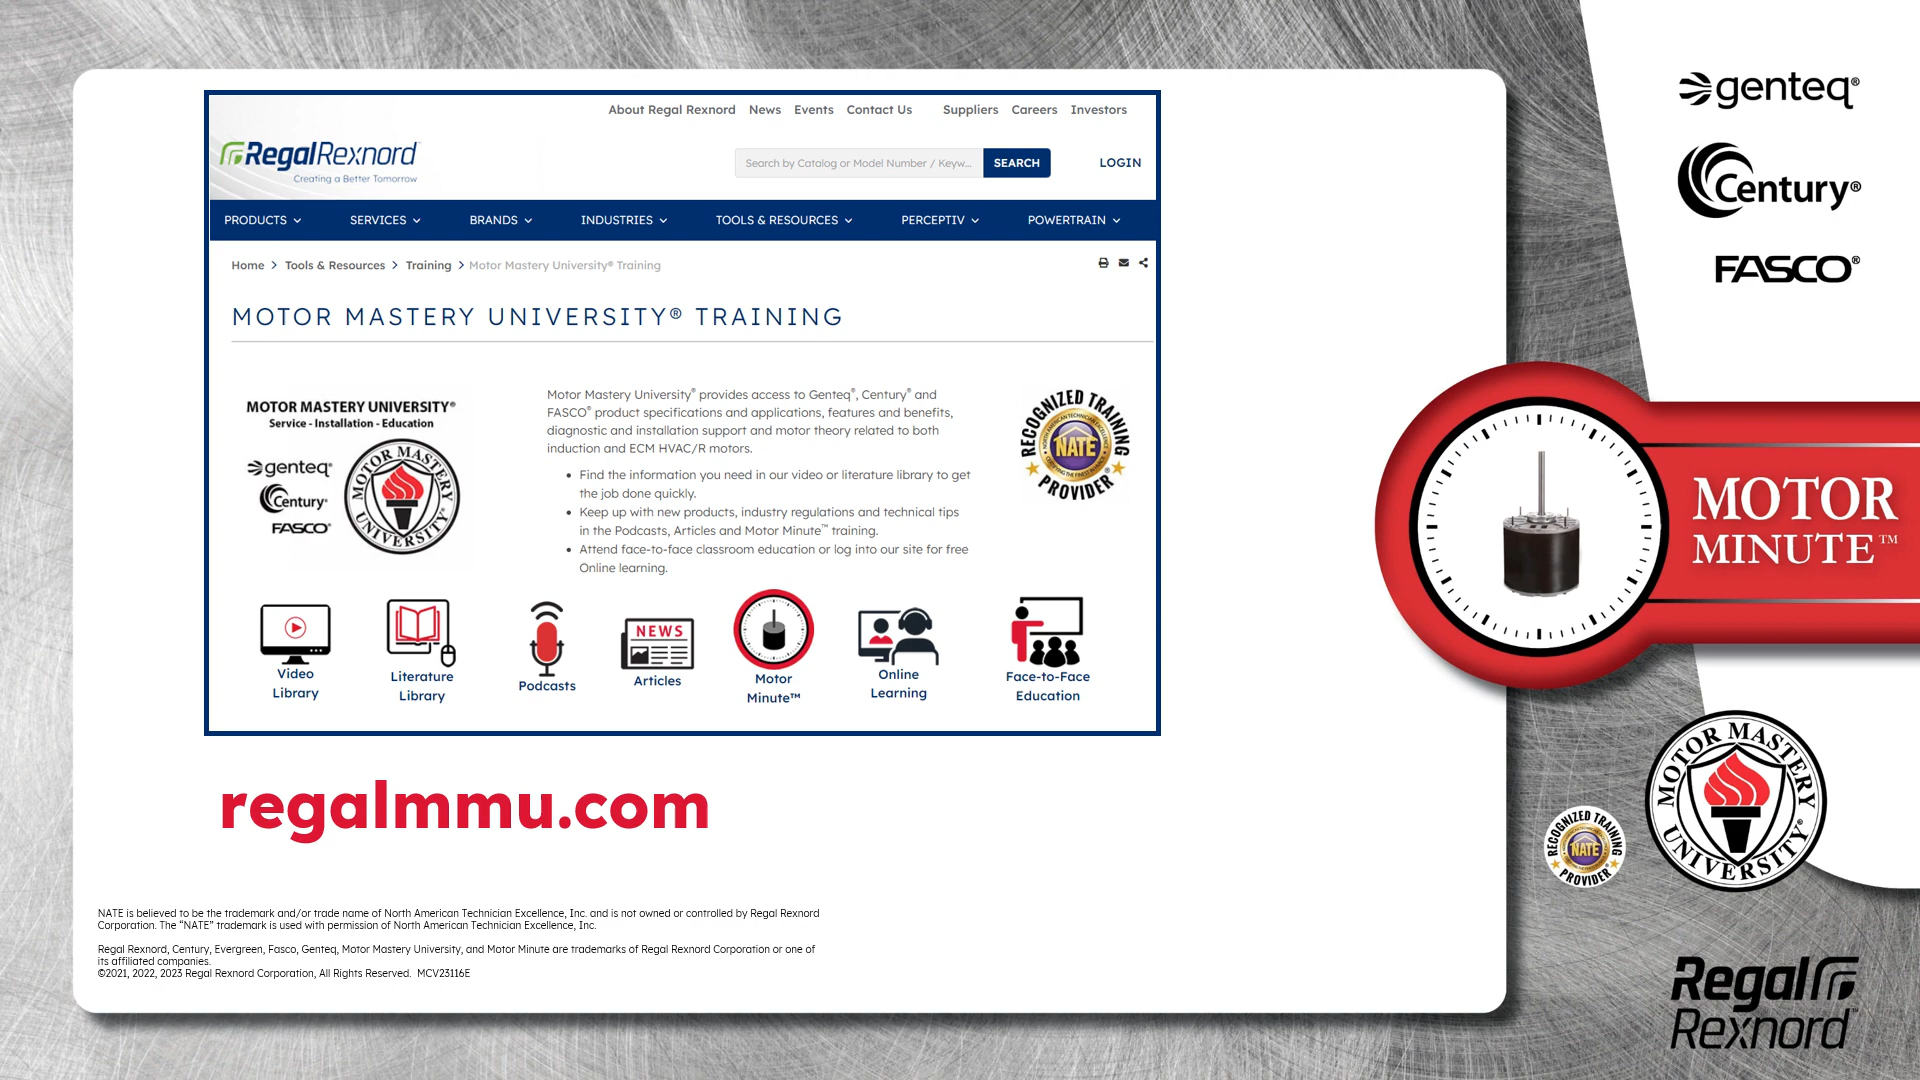 About Regal Rexnord News Events Contact Us Suppliers Careers Investors
RegalRexnord
Creating a Better Tomorrow
Search by Catalog or Model Number / Keyw... SEARCH LOGIN
PRODUCTS SERVICES BRANDS INDUSTRIES TOOLS & RESOURCES PERCEPTIV POWERTRAIN
Home > Tools & Resources > Training > Motor Mastery University® Training
MOTOR MASTERY UNIVERSITY® TRAINING
MOTOR MASTERY UNIVERSITY®
Service - Installation - Education
genteq®
Century®
FASCO®
MOTOR MASTERY UNIVERSITY®
Motor Mastery University® provides access to Genteq®, Century® and
FASCO® product specifications and applications, features and benefits,
diagnostic and installation support and motor theory related to both
induction and ECM HVAC/R motors.
• Find the information you need in our video or literature library to get
the job done quickly.
• Keep up with new products, industry regulations and technical tips
in the Podcasts, Articles and Motor Minute™ training.
• Attend face-to-face classroom education or log into our site for free
Online learning.
RECOGNIZED TRAINING
NATE
PROVIDER
Video
Library
Literature
Library
Podcasts
NEWS
Articles
Motor
Minute™
Online
Learning
Face-to-Face
Education
regalmmu.com
NATE is believed to be the trademark and/or trade name of North American Technician Excellence, Inc. and is not owned or controlled by Regal Rexnord
Corporation. The “NATE” trademark is used with permission of North American Technician Excellence, Inc.
Regal Rexnord, Century, Evergreen, Fasco, Genteq, Motor Mastery University, and Motor Minute are trademarks of Regal Rexnord Corporation or one of
its affiliated companies.
©2021, 2022, 2023 Regal Rexnord Corporation, All Rights Reserved. MCV23116E
genteq®
Century®
FASCO®
MOTOR
MINUTE™
MOTOR MASTERY UNIVERSITY®
RECOGNIZED TRAINING
NATE
PROVIDER
Regal
Rexnord™